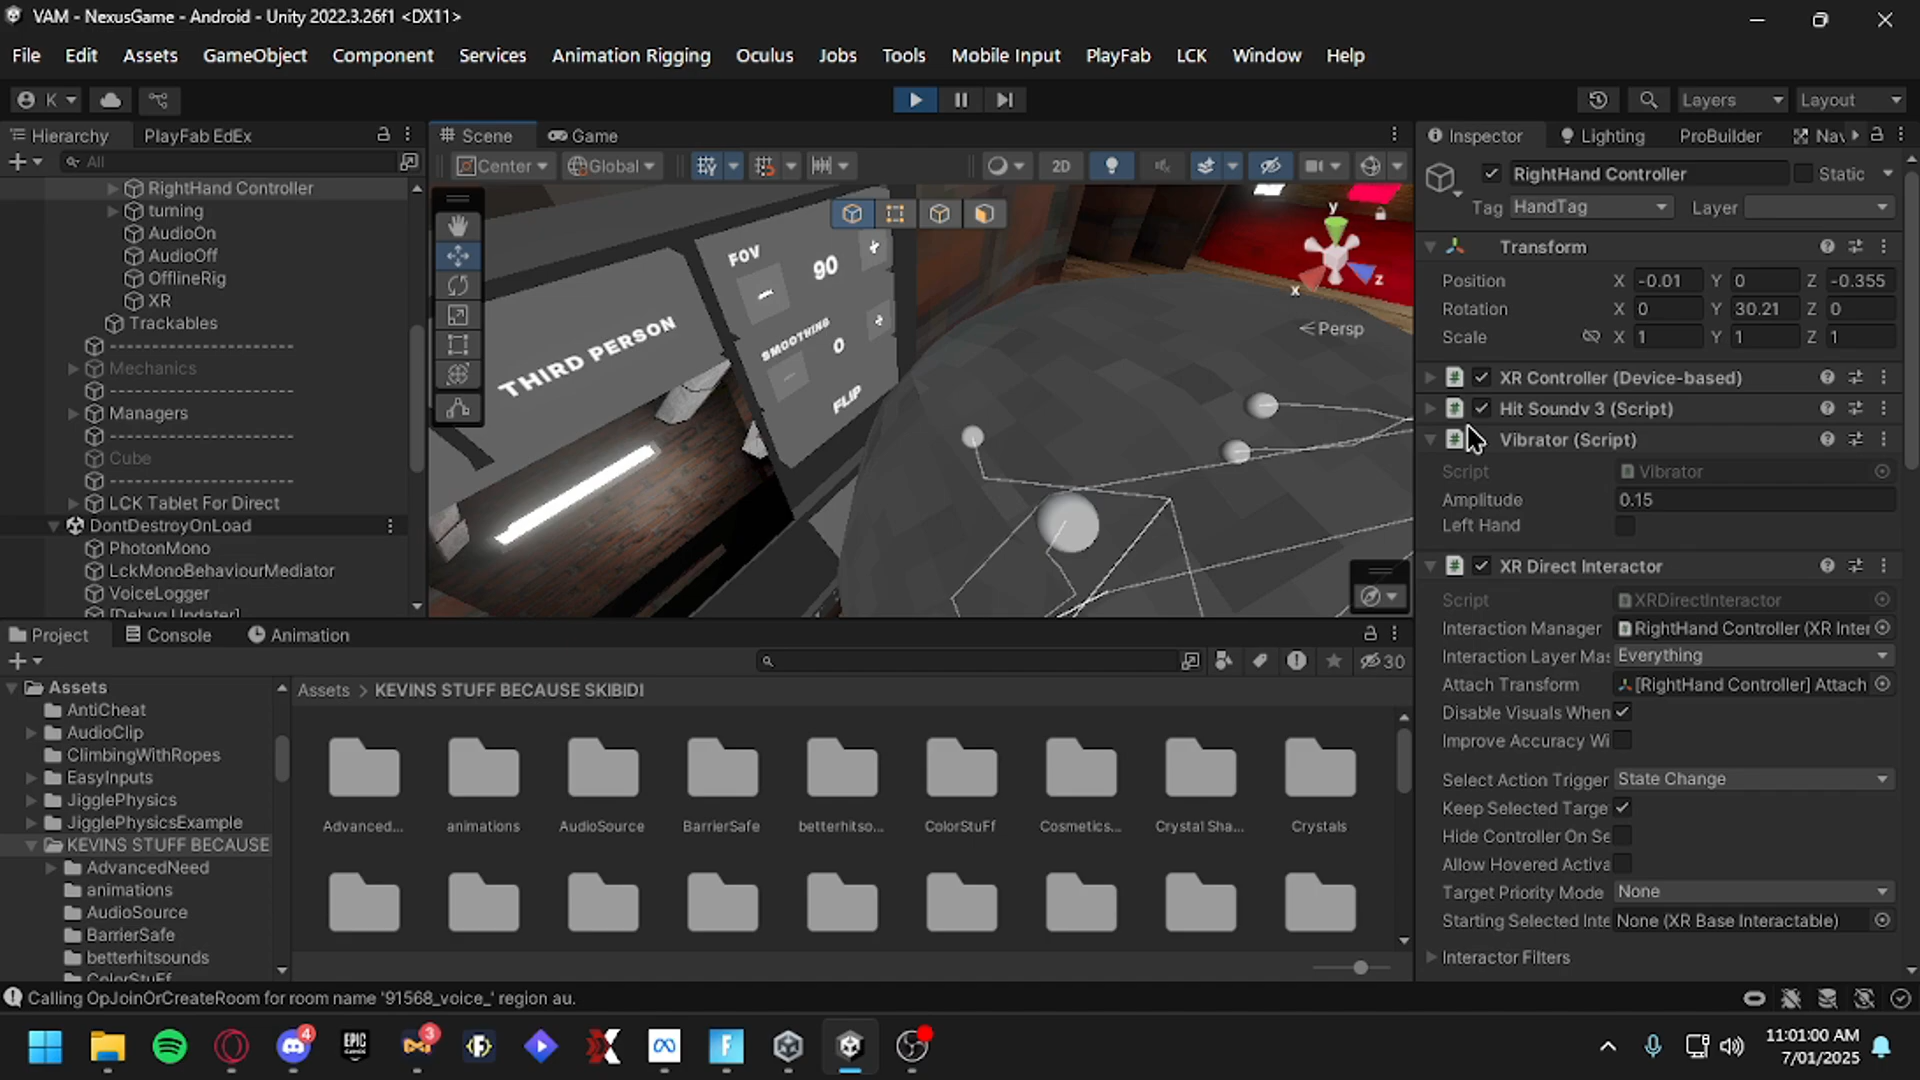 VAM - NexusGame - Android - Unity 2022.3.26f1 <DX11>
File Edit Assets GameObject Component Services Animation Rigging Oculus Jobs Tools Mobile Input PlayFab LCK Window Help
K Layers Layout
Hierarchy PlayFab EdEx
All
RightHand Controller
turning
AudioOn
AudioOff
OfflineRig
XR
Trackables
-----------------------
Mechanics
-----------------------
Managers
-----------------------
Cube
-----------------------
LCK Tablet For Direct
DontDestroyOnLoad
PhotonMono
LckMonoBehaviourMediator
VoiceLogger
[Debug Updater]
Scene Game
Center Global 2D
THIRD PERSON
FOV
90
SMOOTHING
0
FLIP
y
x
z
Persp
Inspector Lighting ProBuilder Nav
RightHand Controller Static
Tag HandTag Layer
Transform
Position X -0.01 Y 0 Z -0.355
Rotation X 0 Y 30.21 Z 0
Scale X 1 Y 1 Z 1
XR Controller (Device-based)
Hit Soundv 3 (Script)
Vibrator (Script)
Script Vibrator
Amplitude 0.15
Left Hand
XR Direct Interactor
Script XRDirectInteractor
Interaction Manager RightHand Controller (XR Inter
Interaction Layer Mas Everything
Attach Transform [RightHand Controller] Attach
Disable Visuals When
Improve Accuracy Wi
Select Action Trigger State Change
Keep Selected Targe
Hide Controller On Se
Allow Hovered Activa
Target Priority Mode None
Starting Selected Inte None (XR Base Interactable)
Interactor Filters
Project Console Animation
30
Assets
AntiCheat
AudioClip
ClimbingWithRopes
EasyInputs
JigglePhysics
JigglePhysicsExample
KEVINS STUFF BECAUSE
AdvancedNeed
animations
AudioSource
BarrierSafe
betterhitsounds
ColorStuFf
Assets > KEVINS STUFF BECAUSE SKIBIDI
Advanced... animations AudioSource BarrierSafe betterhitso... ColorStuFf Cosmetics... Crystal Sha... Crystals
Calling OpJoinOrCreateRoom for room name '91568_voice_' region au.
4
EPIC
GAMES
3
11:01:00 AM
7/01/2025